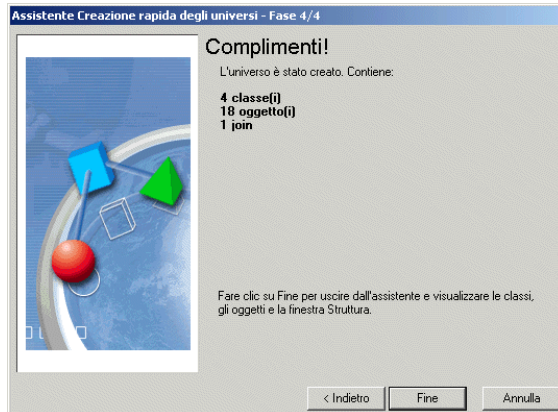 Assistente Creazione rapida degli universi - Fase 4/4
Complimenti!
L'universo è stato creato. Contiene:
4 classe(i)
18 oggetto(i)
1 join
Fare clic su Fine per uscire dall'assistente e visualizzare le classi,
gli oggetti e la finestra Struttura.
< Indietro
Fine
Annulla